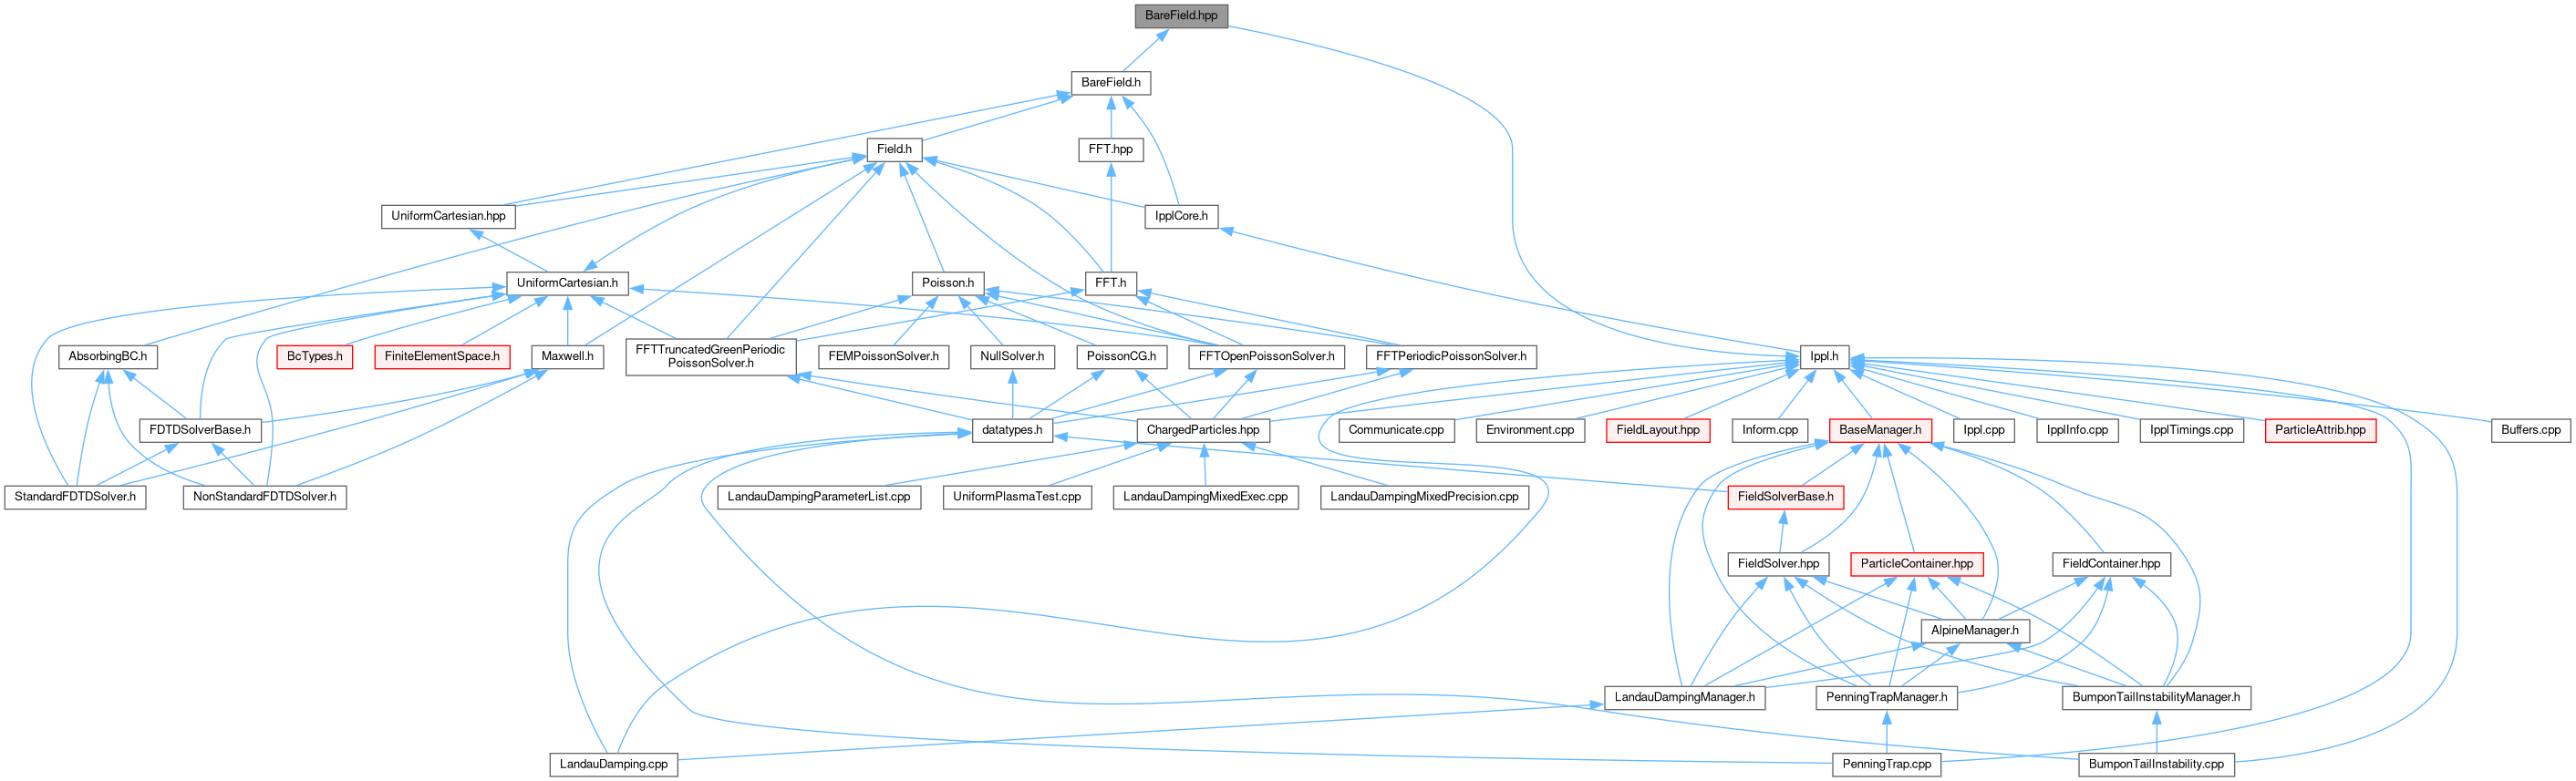 BareField.hpp
BareField.h
Field.h
FFT.hpp
UniformCartesian.hpp
IpplCore.h
UniformCartesian.h
Poisson.h
FFT.h
AbsorbingBC.h
BcTypes.h
FiniteElementSpace.h
Maxwell.h
FFTTruncatedGreenPeriodic
PoissonSolver.h
FEMPoissonSolver.h
NullSolver.h
PoissonCG.h
FFTOpenPoissonSolver.h
FFTPeriodicPoissonSolver.h
Ippl.h
FDTDSolverBase.h
datatypes.h
ChargedParticles.hpp
Communicate.cpp
Environment.cpp
FieldLayout.hpp
Inform.cpp
BaseManager.h
Ippl.cpp
IpplInfo.cpp
IpplTimings.cpp
ParticleAttrib.hpp
Buffers.cpp
StandardFDTDSolver.h
NonStandardFDTDSolver.h
LandauDampingParameterList.cpp
UniformPlasmaTest.cpp
LandauDampingMixedExec.cpp
LandauDampingMixedPrecision.cpp
FieldSolverBase.h
FieldSolver.hpp
ParticleContainer.hpp
FieldContainer.hpp
AlpineManager.h
LandauDampingManager.h
PenningTrapManager.h
BumponTailInstabilityManager.h
LandauDamping.cpp
PenningTrap.cpp
BumponTailInstability.cpp